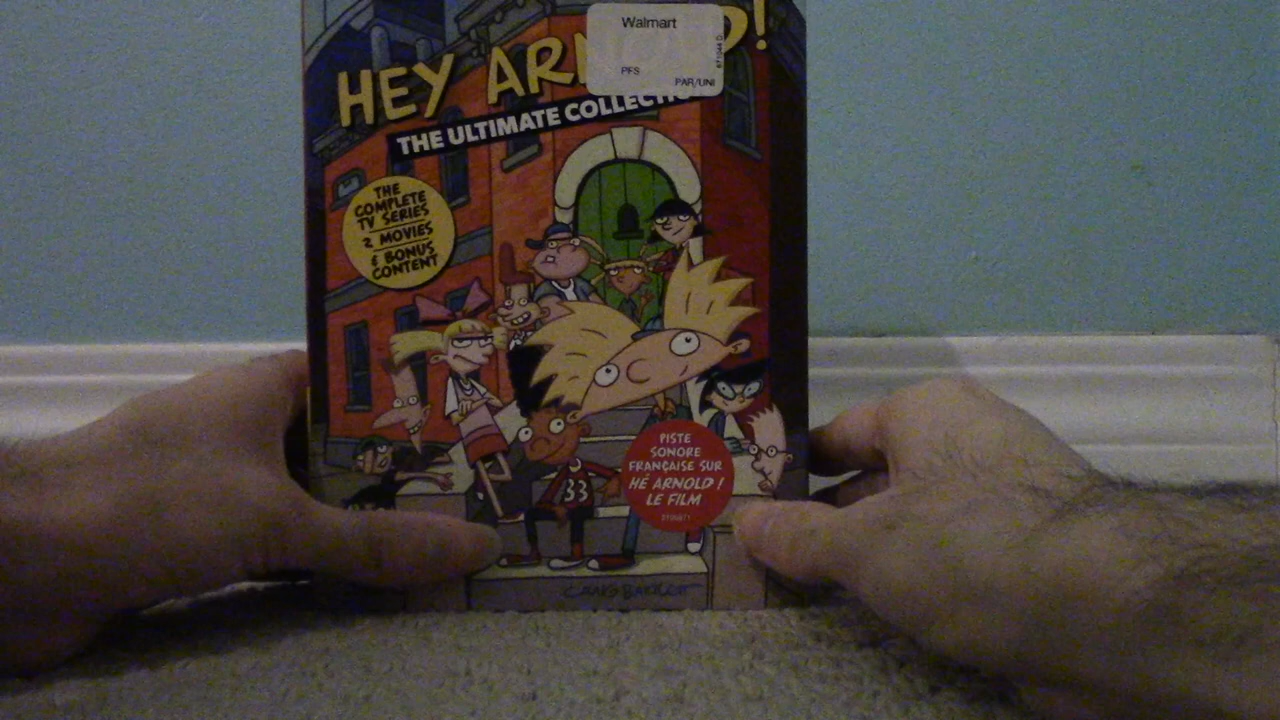 Walmart
PFS
PAR/UNI
HEY ARNOLD!
THE ULTIMATE COLLECTION
THE
COMPLETE
TV SERIES
2 MOVIES
& BONUS
CONTENT
33
PISTE
SONORE
FRANÇAISE SUR
HÉ ARNOLD !
LE FILM